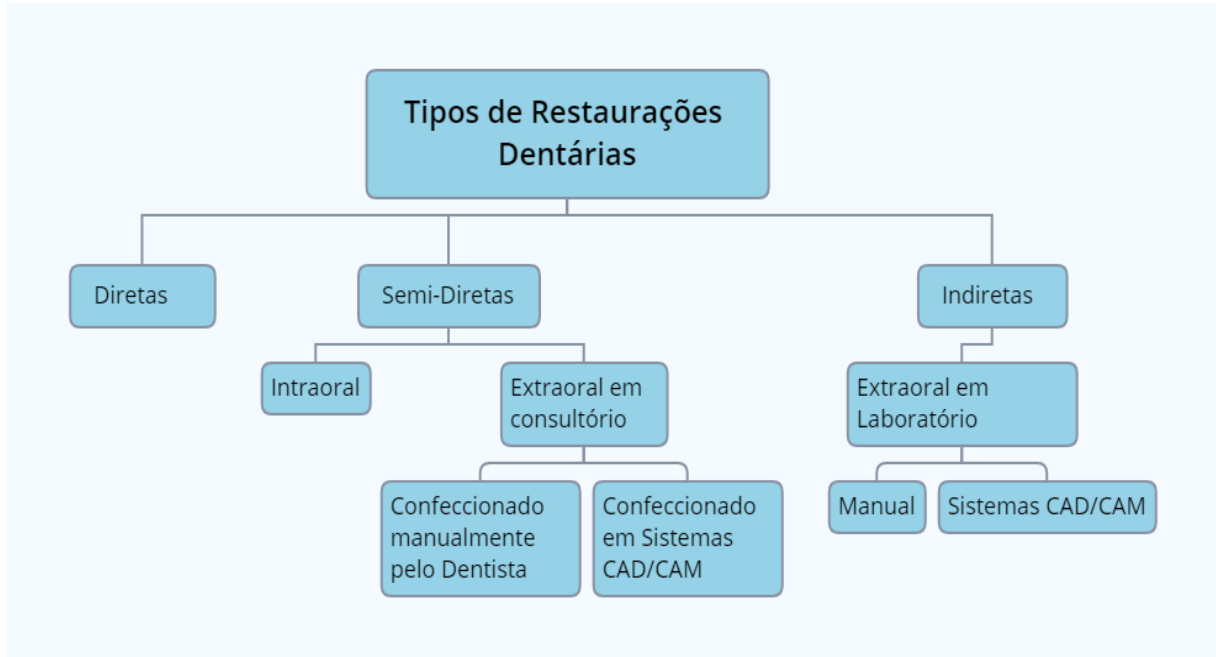 Tipos de Restaurações
Dentárias
Diretas
Semi-Diretas
Indiretas
Intraoral
Extraoral em
consultório
Extraoral em
Laboratório
Confeccionado
manualmente
pelo Dentista
Confeccionado
em Sistemas
CAD/CAM
Manual
Sistemas CAD/CAM